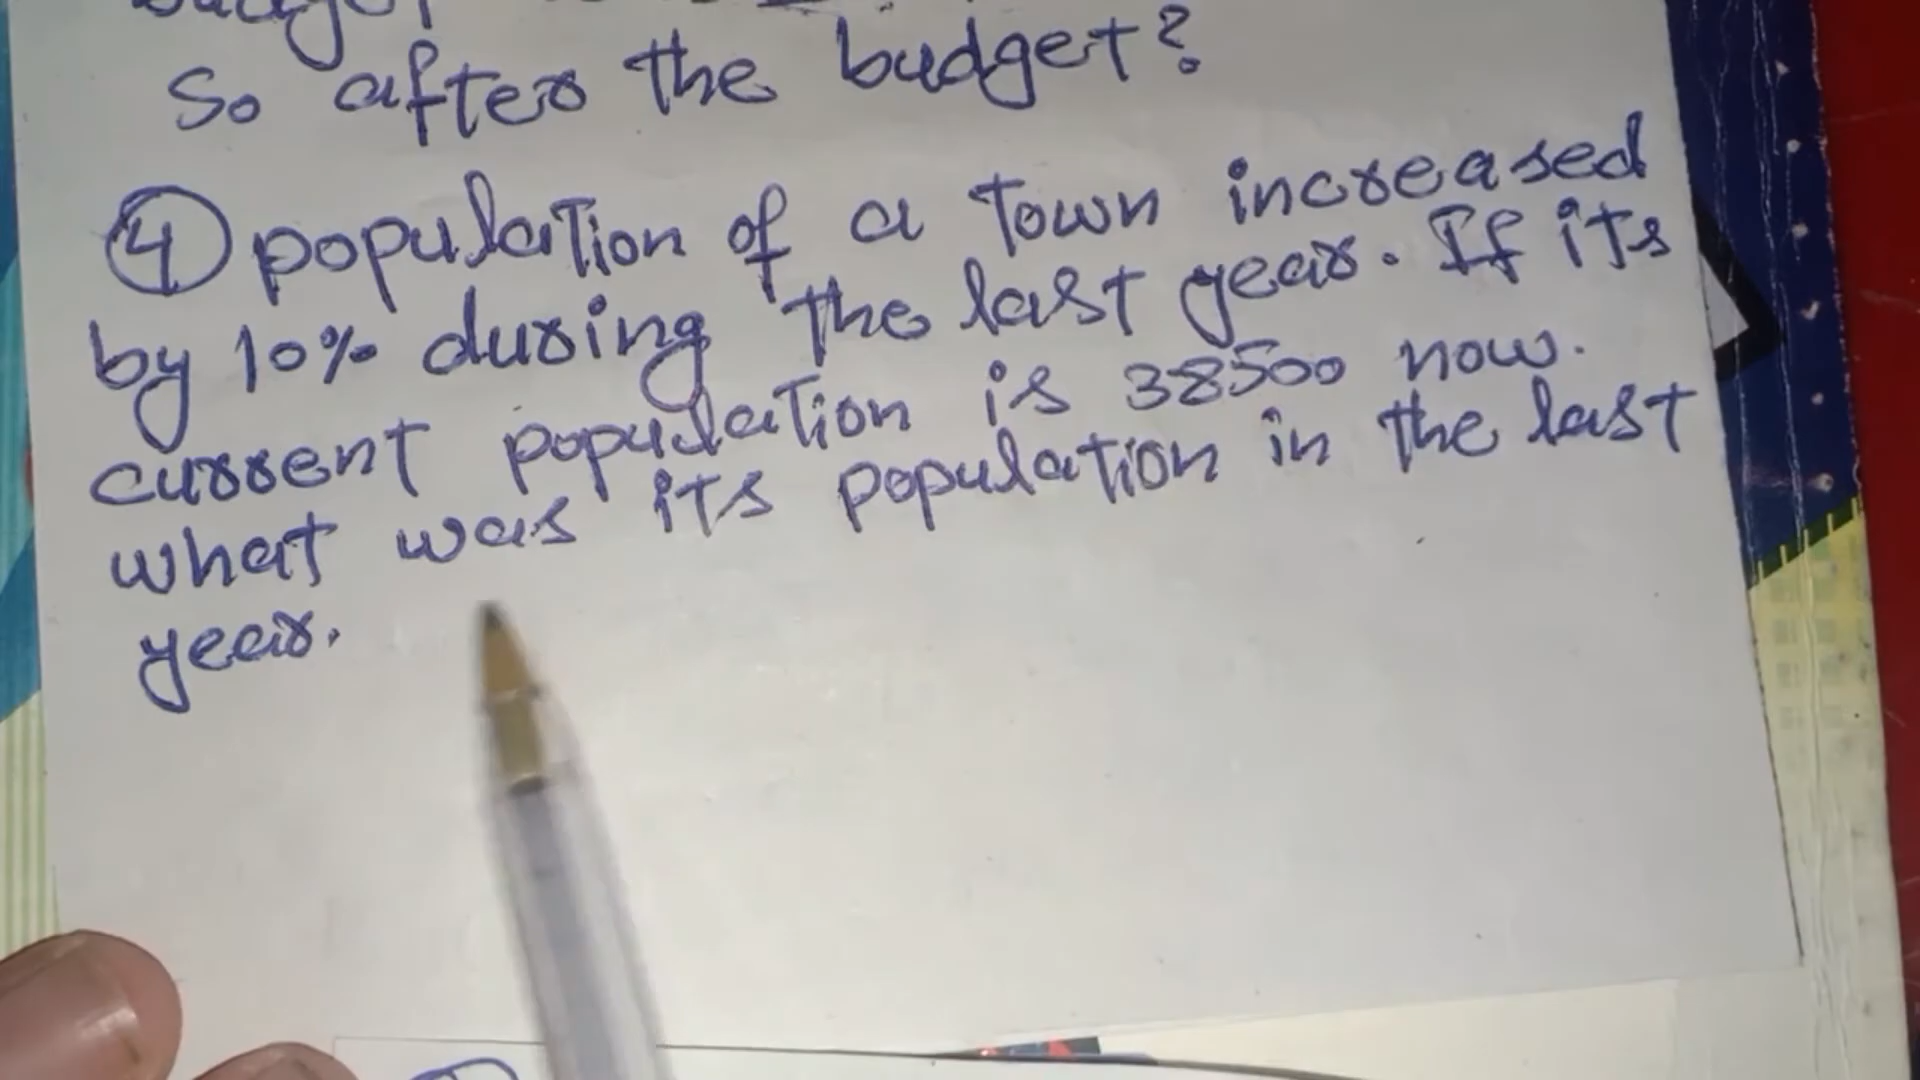 So after the budget?
④ population of a Town increased
by 10% during the last year. If its
current population is 38500 now.
what was its population in the last
year.